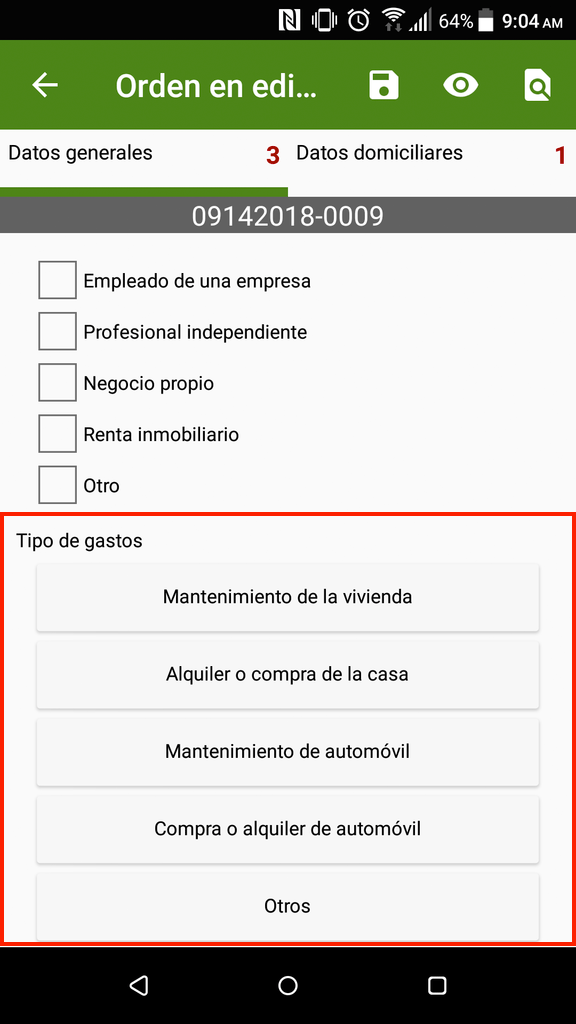 64% 9:04 AM
Orden en edi...
Datos generales 3 Datos domiciliares 1
09142018-0009
Empleado de una empresa
Profesional independiente
Negocio propio
Renta inmobiliario
Otro
Tipo de gastos
Mantenimiento de la vivienda
Alquiler o compra de la casa
Mantenimiento de automóvil
Compra o alquiler de automóvil
Otros